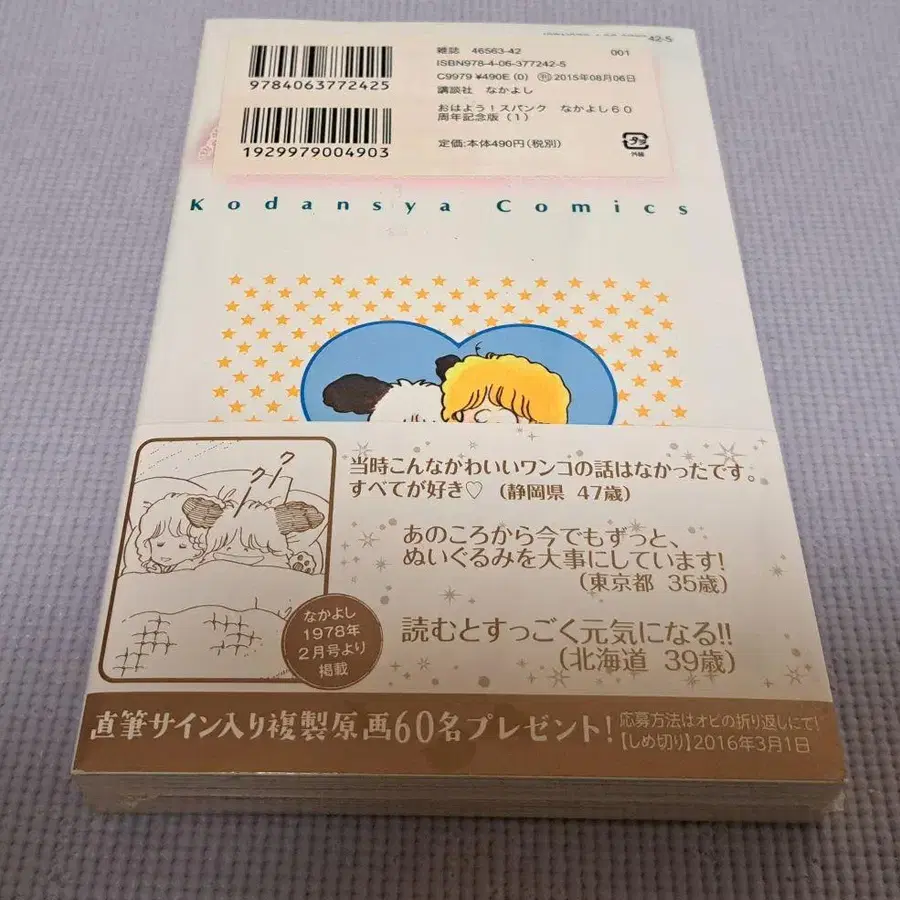 42-5
雑誌 46563-42
001
ISBN978-4-06-377242-5
C9979 ¥490E (0) 刊 2015年08月06日
講談社 なかよし
おはよう！スパンク なかよし60
周年記念版（1）
定価:本体490円(税別)
プラ
外装
9784063772425
1929979004903
Kodansya Comics
クー クー
なかよし
1978年
2月号より
掲載
当時こんなかわいいワンコの話はなかったです。
すべてが好き♡（静岡県 47歳）
あのころから今でもずっと、
ぬいぐるみを大事にしています！
（東京都 35歳）
読むとすっごく元気になる!!
（北海道 39歳）
直筆サイン入り複製原画60名プレゼント！
応募方法はオビの折り返しにて！
【しめ切り】2016年3月1日